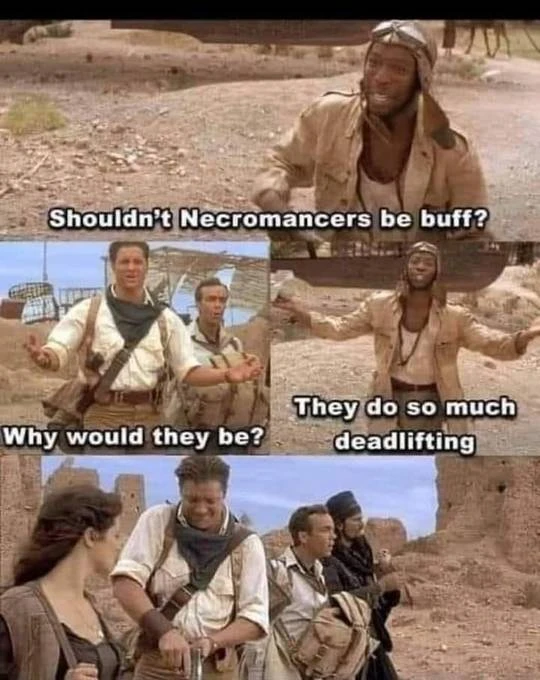 Shouldn't Necromancers be buff?
Why would they be?
They do so much
deadlifting